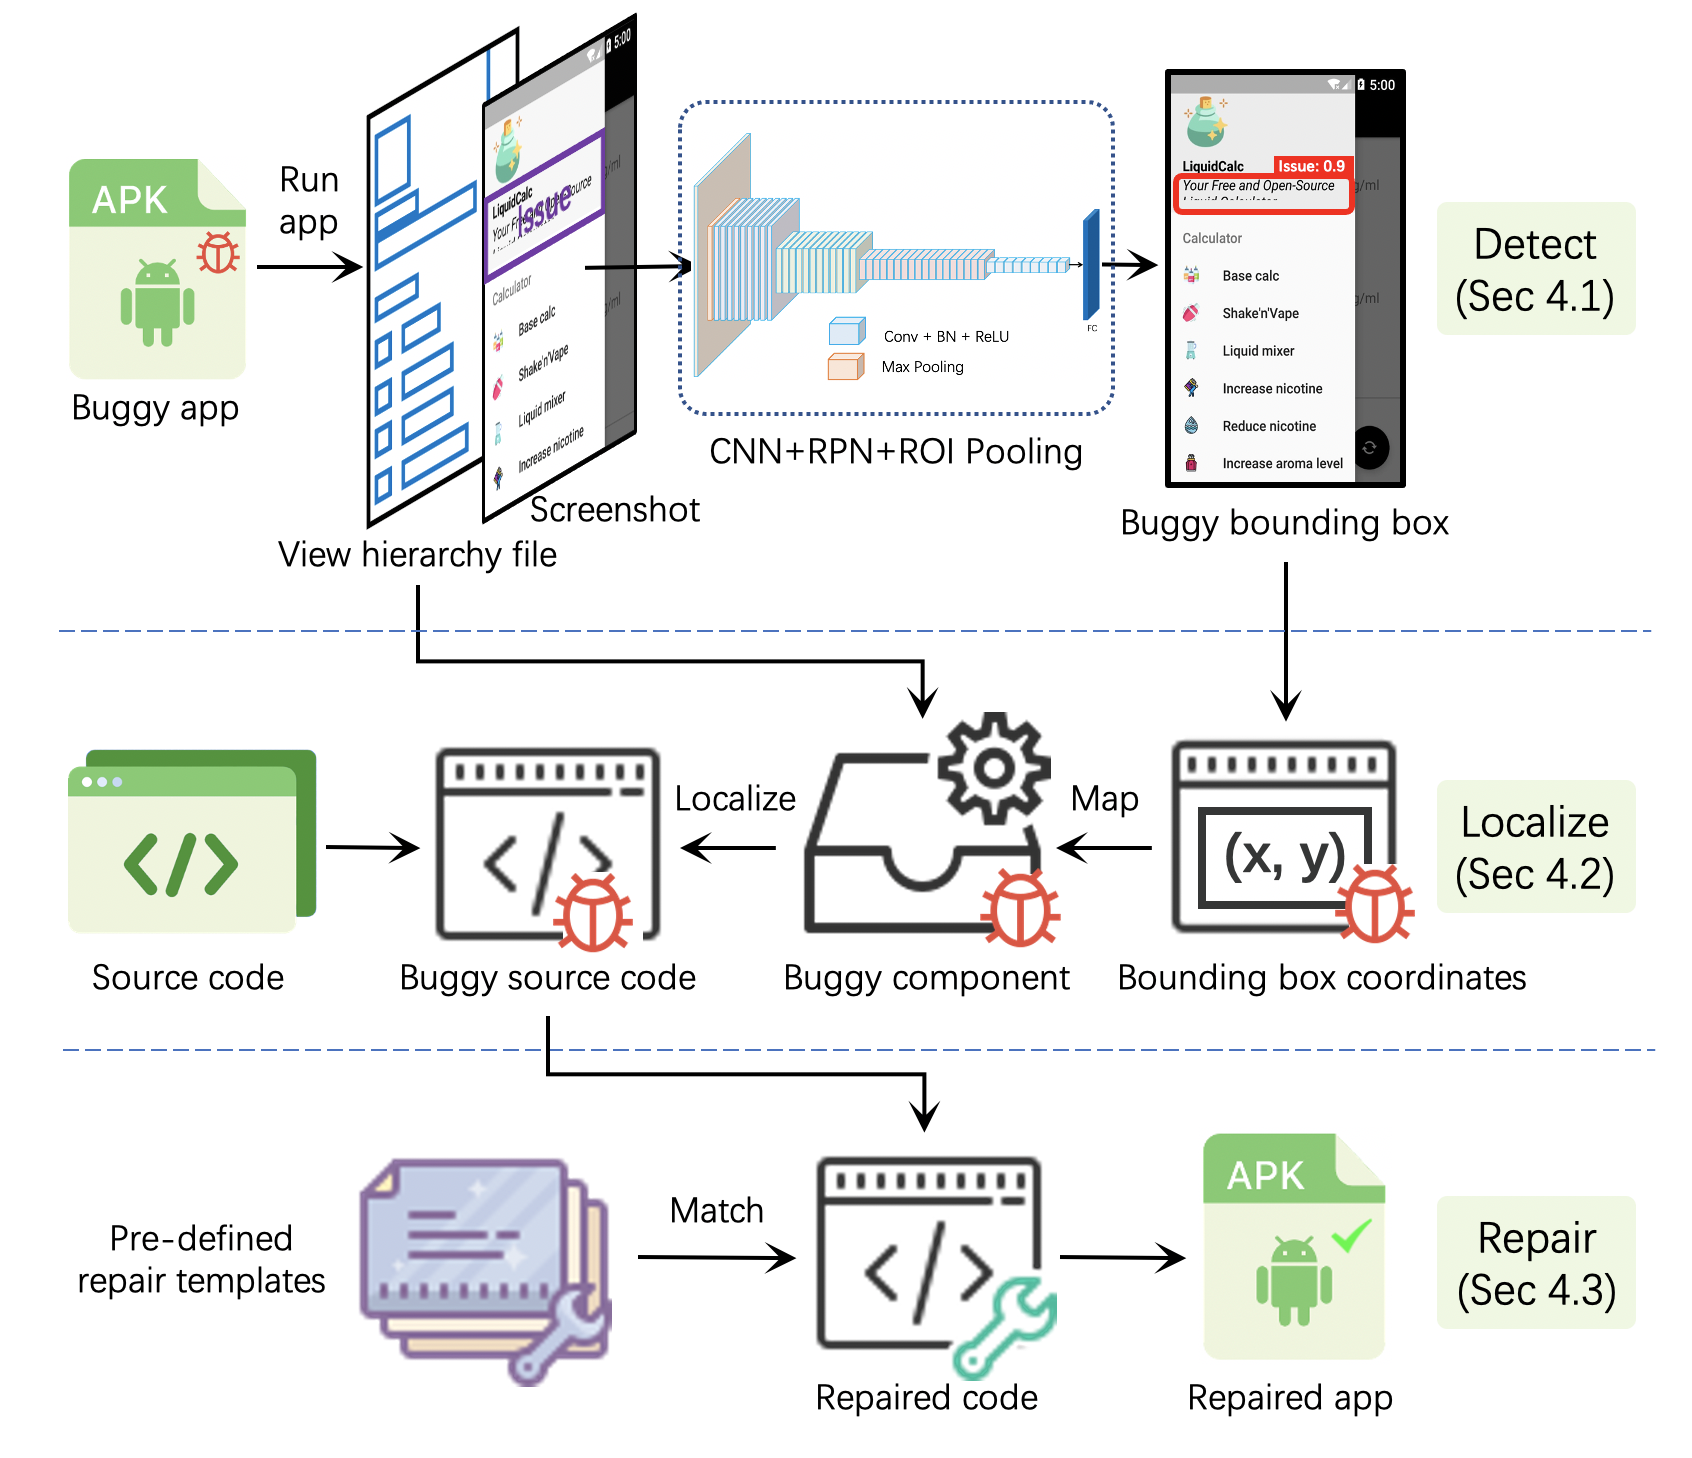 APK
Run
app
Buggy app
5:00
LiquidCalc
Your Free and Open-Source
Issue
g/ml
Calculator
Base calc
Shake'n'Vape
Liquid mixer
Increase nicotine
Screenshot
View hierarchy file
Conv + BN + ReLU
Max Pooling
FC
CNN+RPN+ROI Pooling
5:00
LiquidCalc
Issue: 0.9
Your Free and Open-Source
Liquid Calculator
g/ml
Calculator
Base calc
Shake'n'Vape
g/ml
Liquid mixer
Increase nicotine
Reduce nicotine
Increase aroma level
Buggy bounding box
Detect
(Sec 4.1)
Localize
Map
(x, y)
Source code
Buggy source code
Buggy component
Bounding box coordinates
Localize
(Sec 4.2)
Pre-defined
repair templates
Match
Repaired code
APK
Repaired app
Repair
(Sec 4.3)